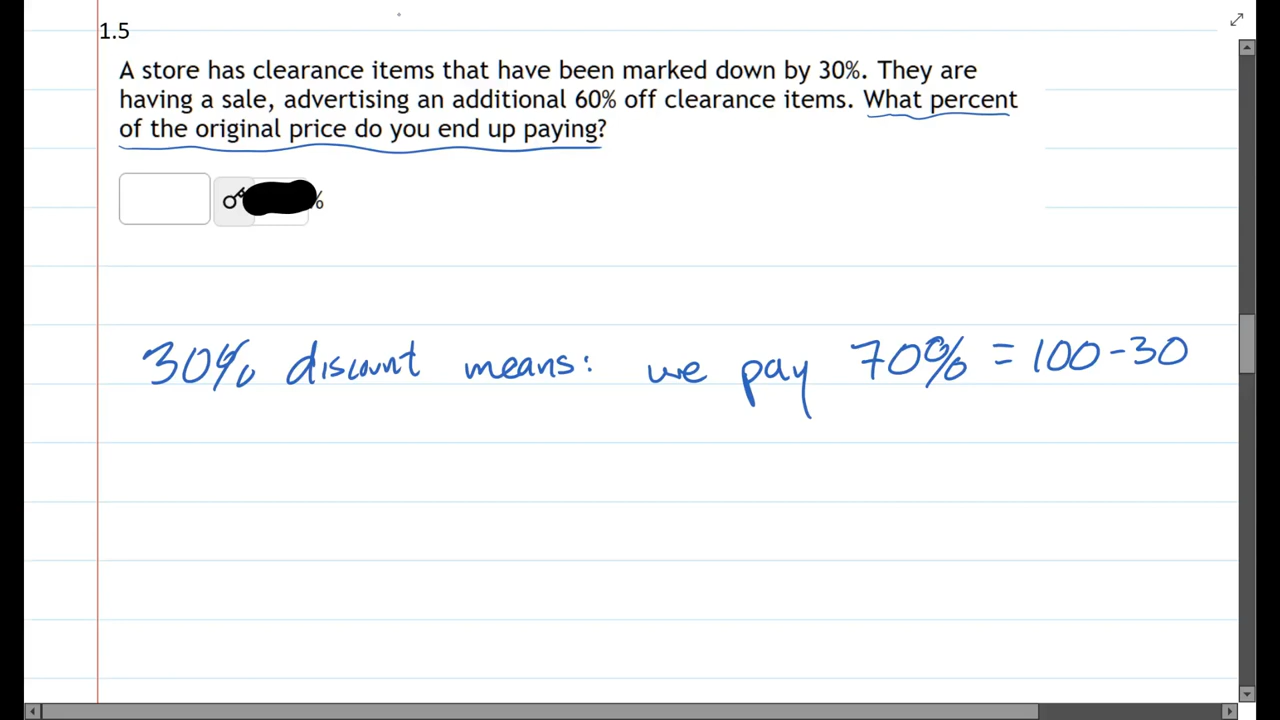 1.5
A store has clearance items that have been marked down by 30%. They are
having a sale, advertising an additional 60% off clearance items. What percent
of the original price do you end up paying?
%
30% discount means: we pay 70% = 100-30